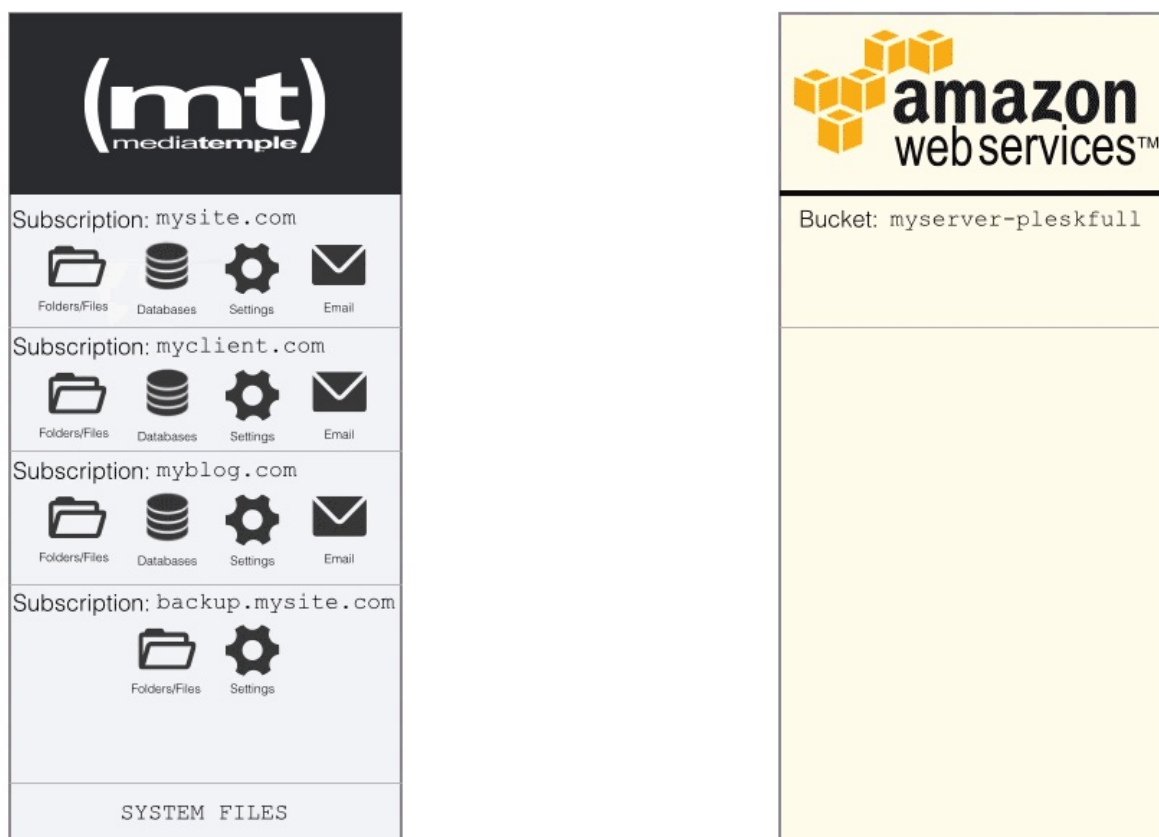 (mt)
mediatemple
Subscription: mysite.com
Folders/Files Databases Settings Email
Subscription: myclient.com
Folders/Files Databases Settings Email
Subscription: myblog.com
Folders/Files Databases Settings Email
Subscription: backup.mysite.com
Folders/Files Settings
SYSTEM FILES
amazon
web services™
Bucket: myserver-pleskfull